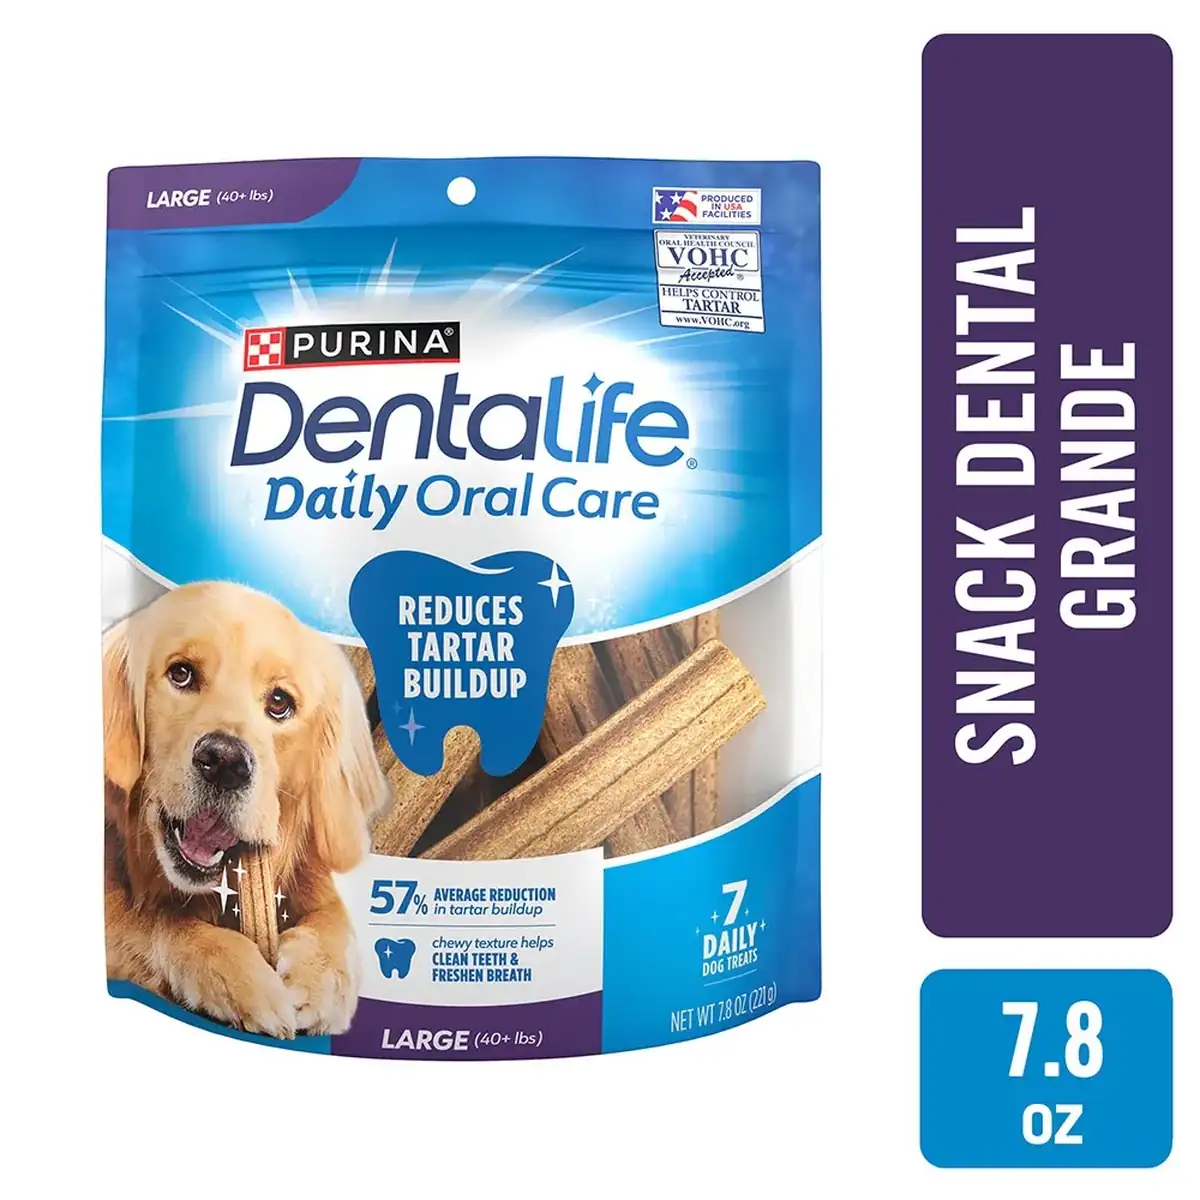 LARGE (40+ lbs)
PRODUCED
IN USA
FACILITIES
VETERINARY
ORAL HEALTH COUNCIL
VOHC
Accepted®
HELPS CONTROL
TARTAR
www.VOHC.org
PURINA®
DentaLife®
Daily Oral Care
REDUCES
TARTAR
BUILDUP
57% AVERAGE REDUCTION
in tartar buildup
chewy texture helps
CLEAN TEETH &
FRESHEN BREATH
7
DAILY
DOG TREATS
NET WT 7.8 OZ (221g)
LARGE (40+ lbs)
SNACK DENTAL
GRANDE
7.8
OZ